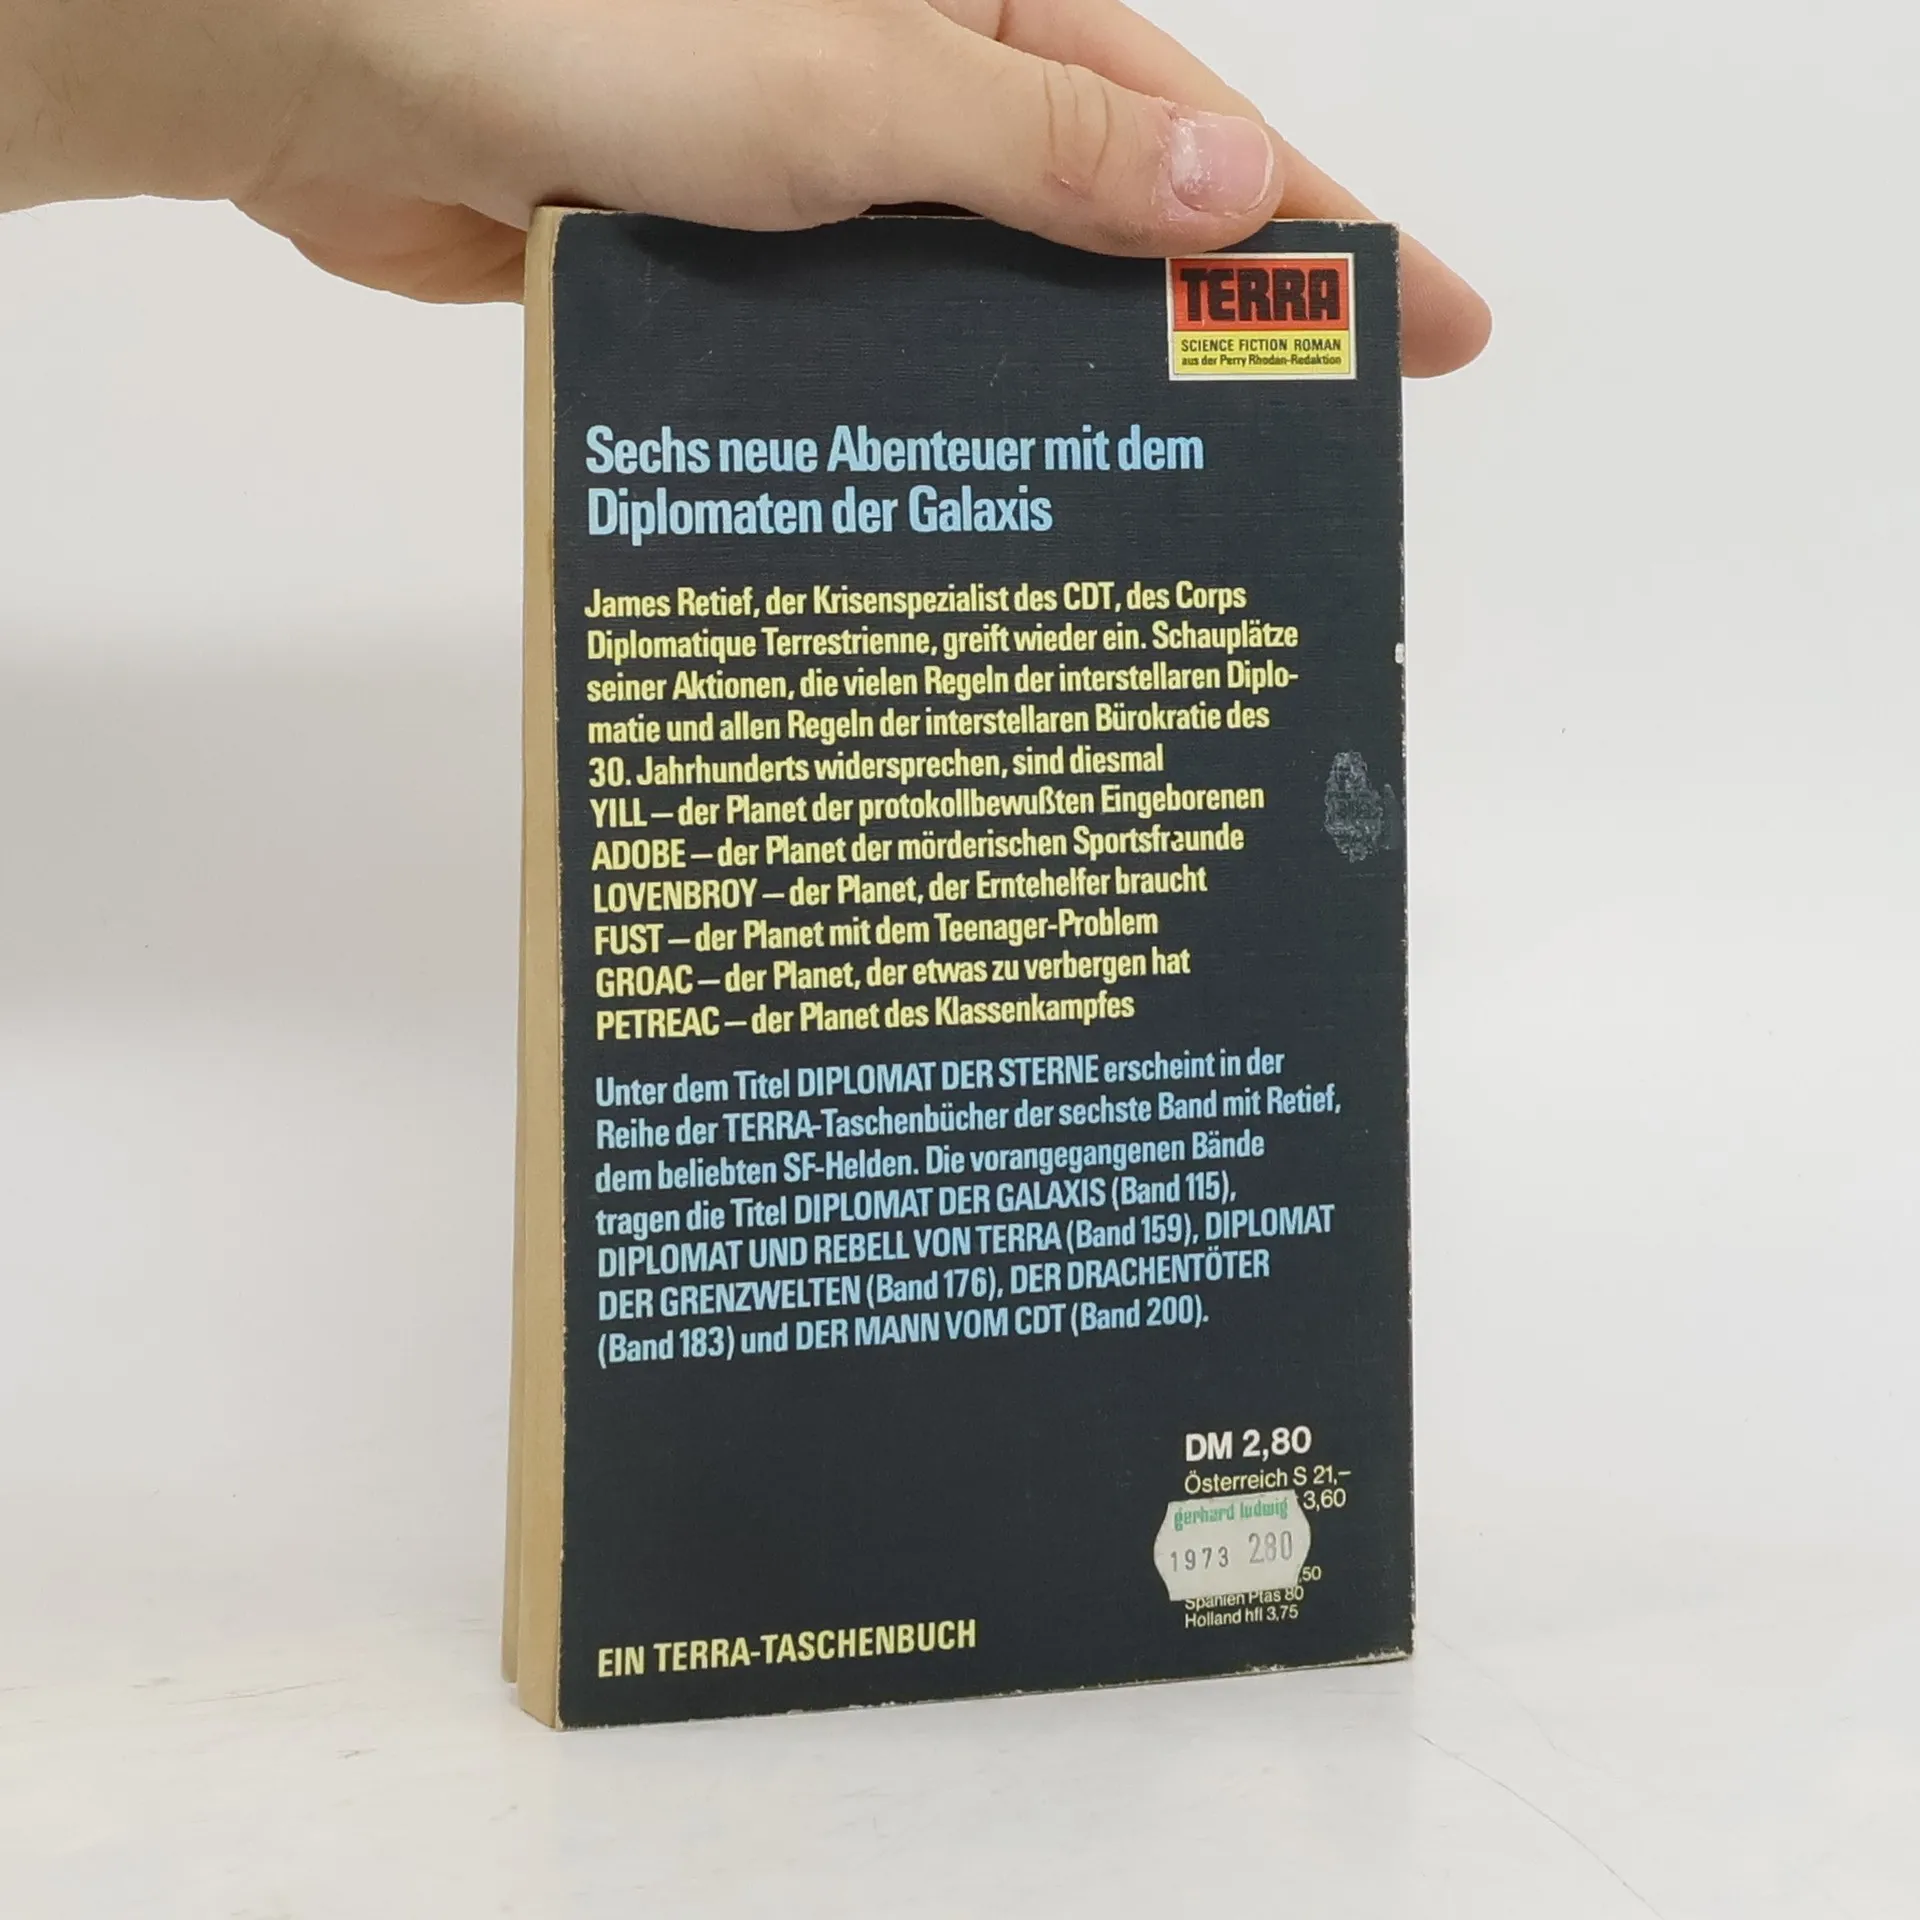 TERRA
SCIENCE FICTION ROMAN
aus der Perry Rhodan-Redaktion
Sechs neue Abenteuer mit dem
Diplomaten der Galaxis
James Retief, der Krisenspezialist des CDT, des Corps
Diplomatique Terrestrienne, greift wieder ein. Schauplätze
seiner Aktionen, die vielen Regeln der interstellaren Diplo-
matie und allen Regeln der interstellaren Bürokratie des
30. Jahrhunderts widersprechen, sind diesmal
YILL – der Planet der protokollbewußten Eingeborenen
ADOBE – der Planet der mörderischen Sportsfreunde
LOVENBROY – der Planet, der Erntehelfer braucht
FUST – der Planet mit dem Teenager-Problem
GROAC – der Planet, der etwas zu verbergen hat
PETREAC – der Planet des Klassenkampfes
Unter dem Titel DIPLOMAT DER STERNE erscheint in der
Reihe der TERRA-Taschenbücher der sechste Band mit Retief,
dem beliebten SF-Helden. Die vorangegangenen Bände
tragen die Titel DIPLOMAT DER GALAXIS (Band 115),
DIPLOMAT UND REBELL VON TERRA (Band 159), DIPLOMAT
DER GRENZWELTEN (Band 176), DER DRACHENTÖTER
(Band 183) und DER MANN VOM CDT (Band 200).
DM 2,80
Österreich S 21,–
3,60
gerhard ludwig
1973 280
,50
Spanien Ptas 80
Holland hfl 3,75
EIN TERRA-TASCHENBUCH